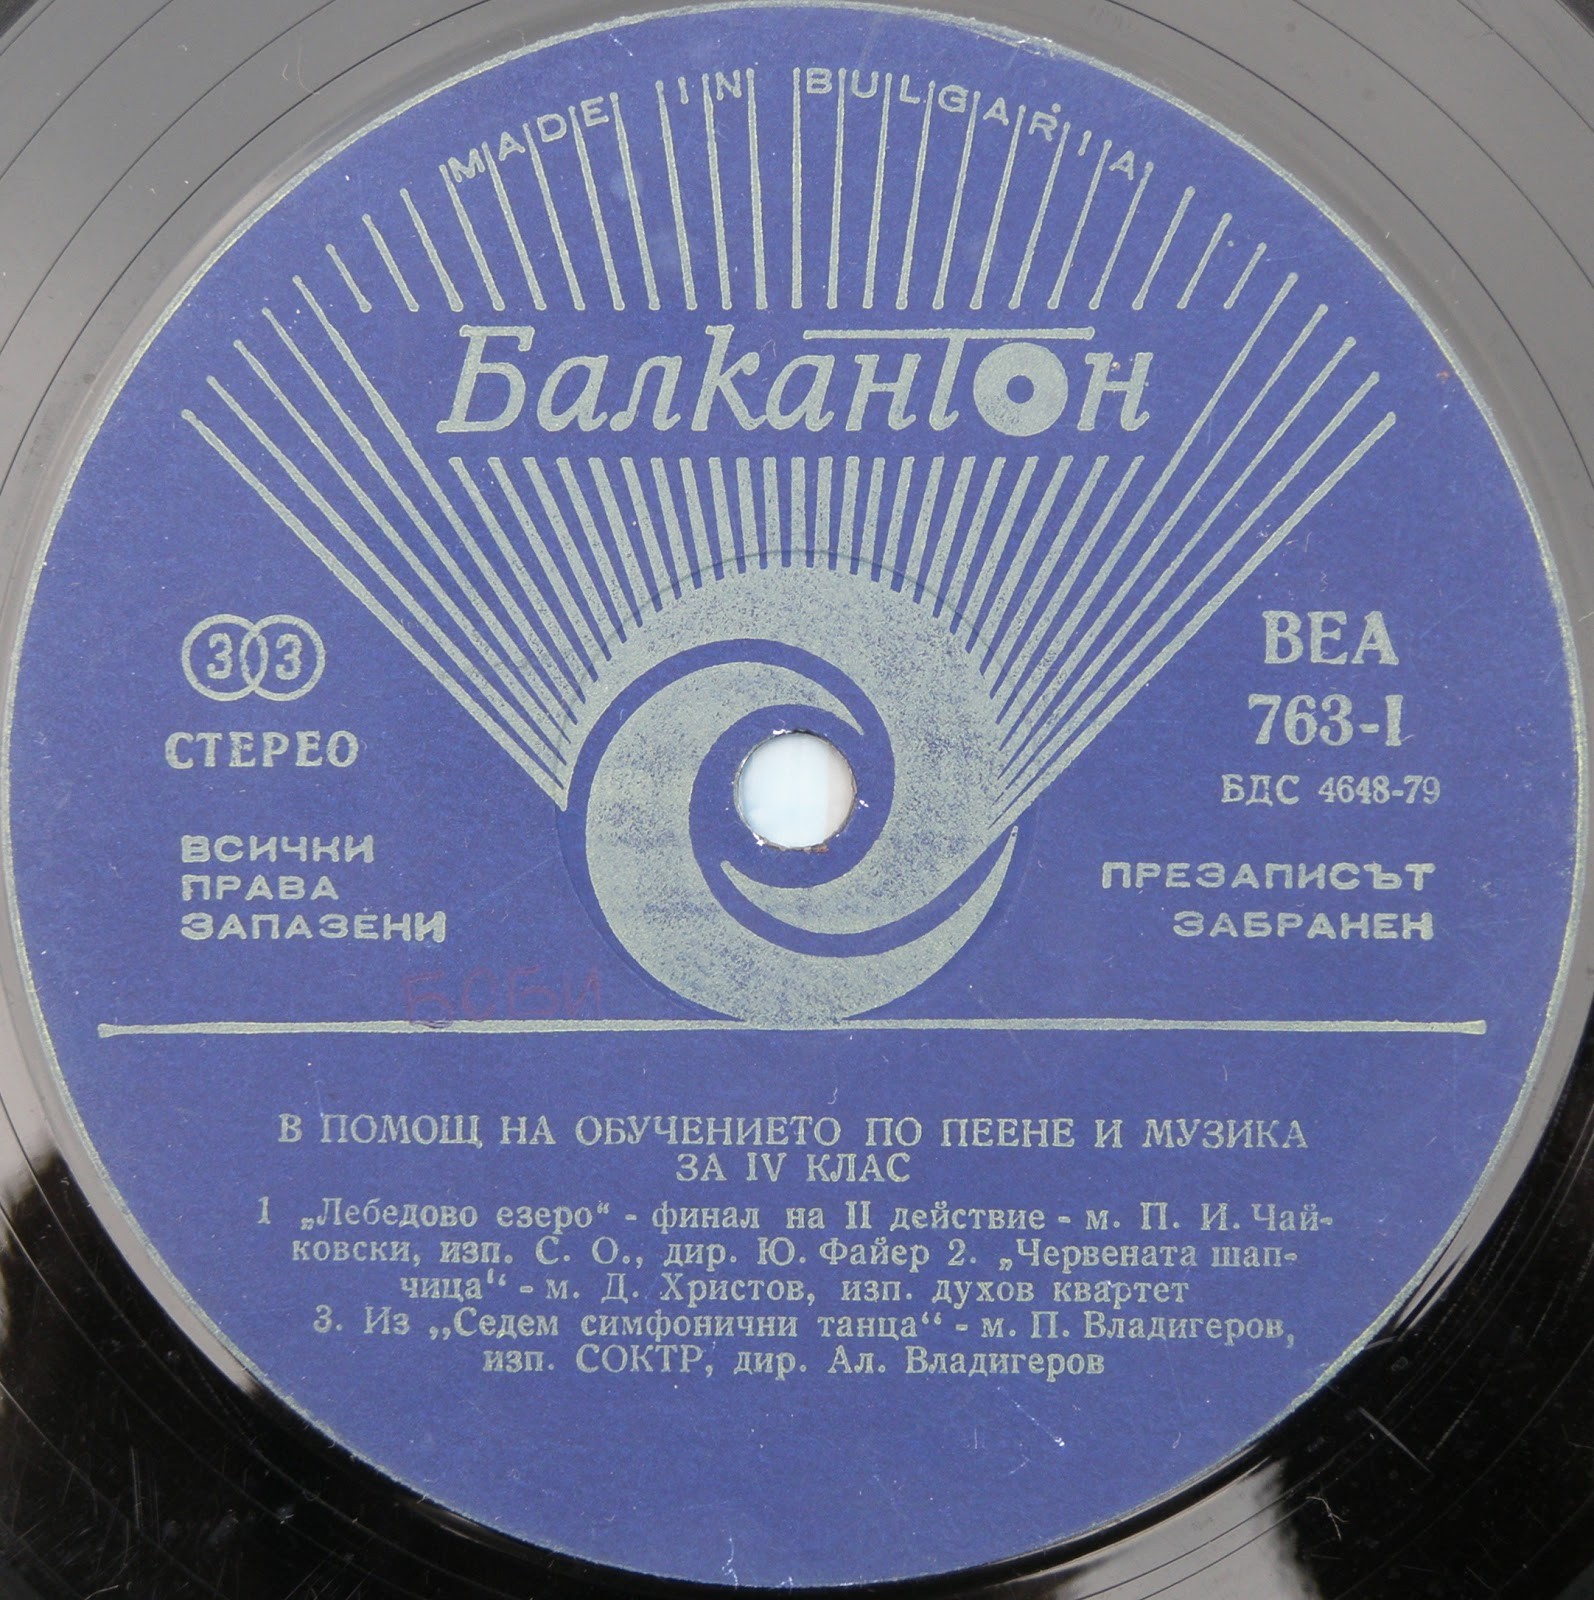 MADE IN BULGARIA
Балкантон
33
СТЕРЕО
ВЕА
763-I
БДС 4648-79
ВСИЧКИ
ПРАВА
ЗАПАЗЕНИ
ПРЕЗАПИСЪТ
ЗАБРАНЕН
БСБИ
В ПОМОЩ НА ОБУЧЕНИЕТО ПО ПЕЕНЕ И МУЗИКА
ЗА IV КЛАС
1 „Лебедово езеро“ - финал на II действие - м. П. И. Чай-
ковски, изп. С. О., дир. Ю. Файер 2. „Червената шап-
чица“ - м. Д. Христов, изп. духов квартет
3. Из „Седем симфонични танца“ - м. П. Владигеров,
изп. СОКТР, дир. Ал. Владигеров